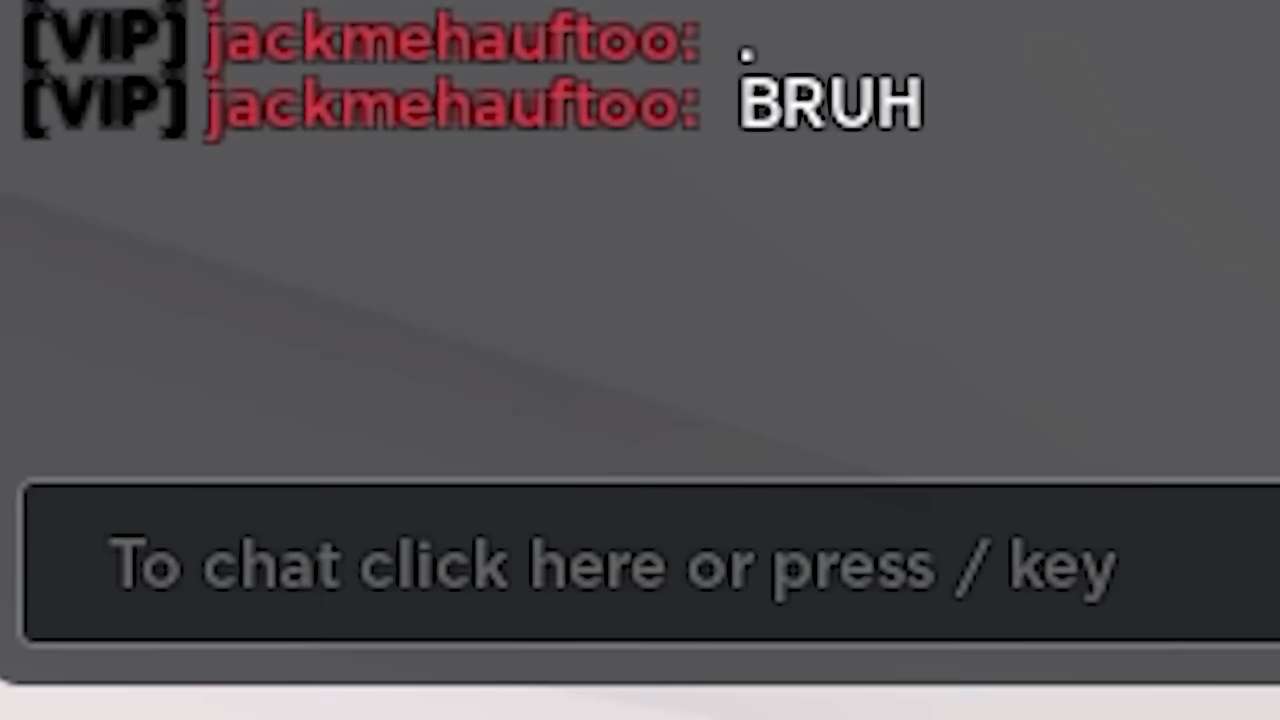 [VIP] jackmehauftoo: .
[VIP] jackmehauftoo: BRUH
To chat click here or press / key